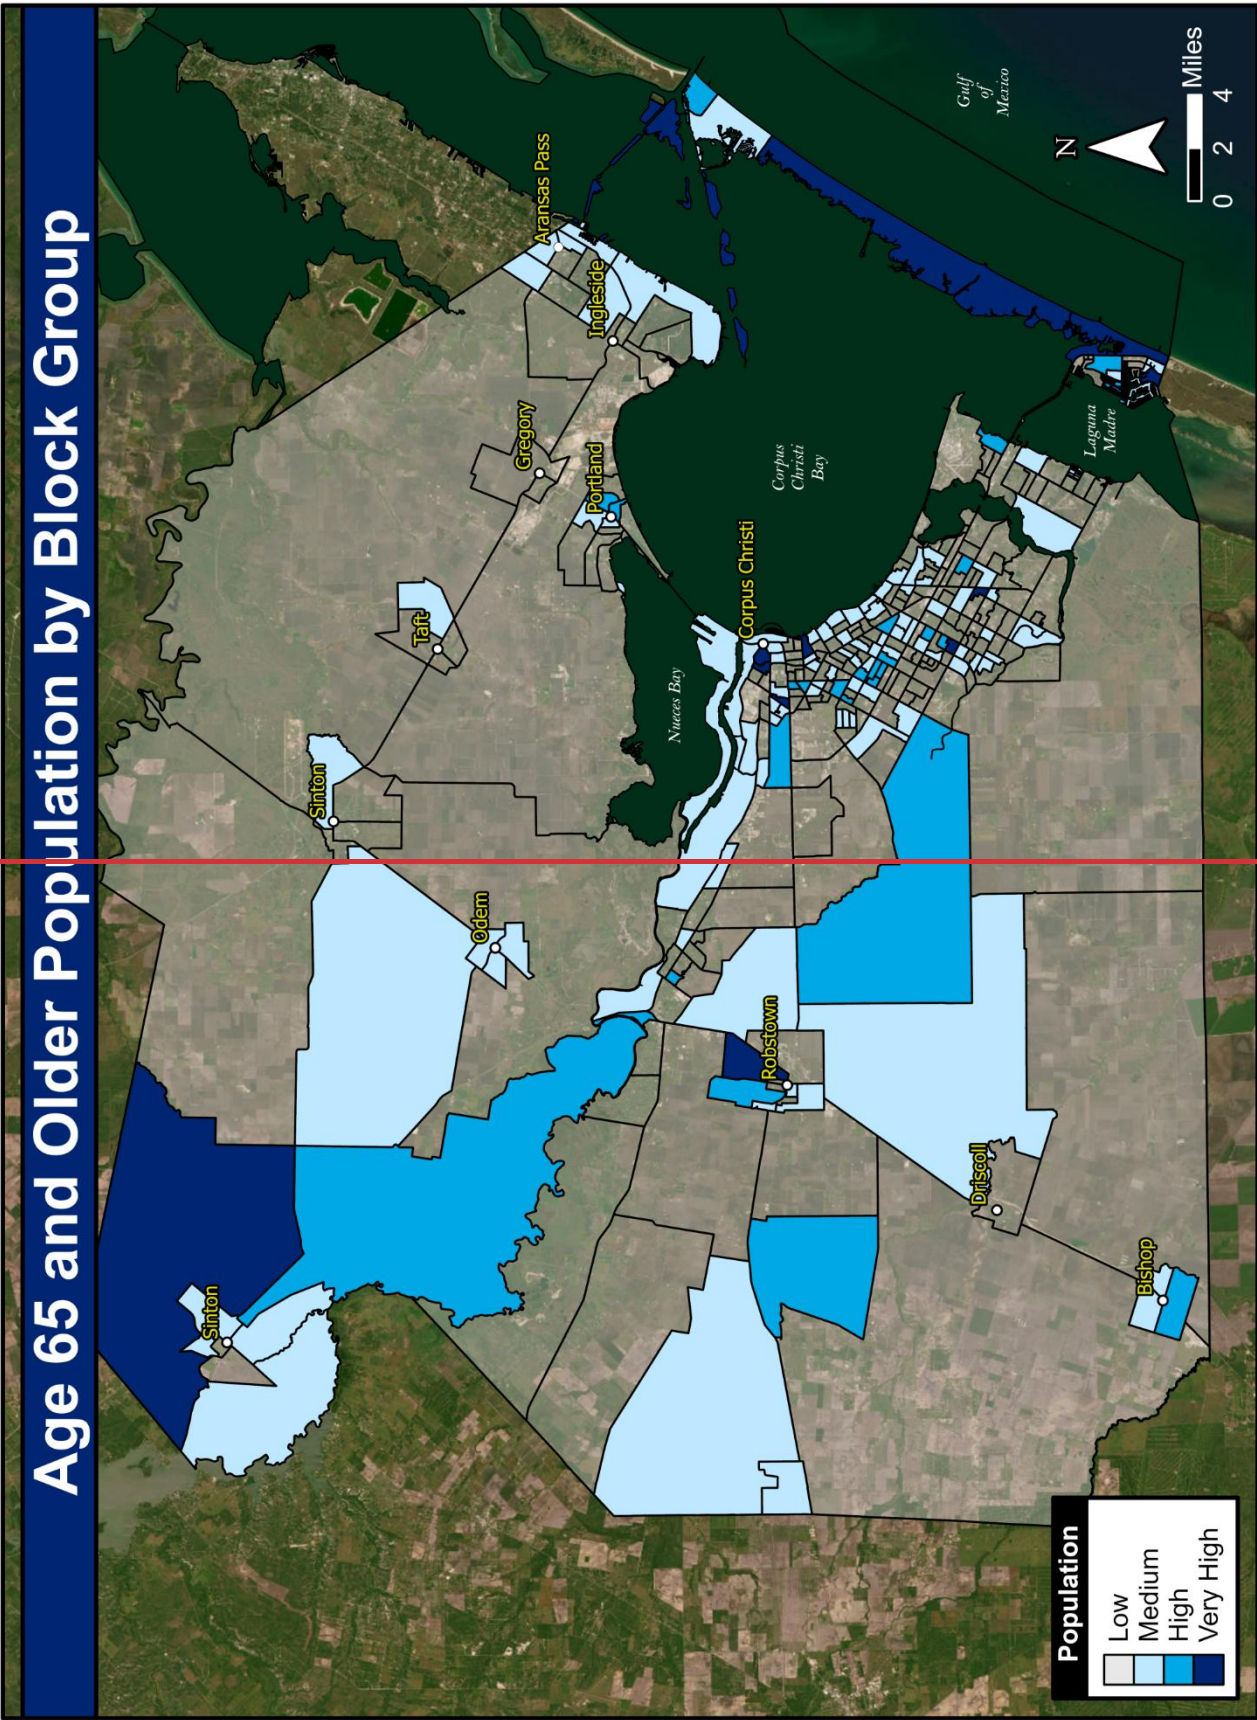 Age 65 and Older Population by Block Group
Sinton
Odem
Sinton
Taft
Gregory
Portland
Ingleside
Aransas Pass
Nueces Bay
Corpus Christi
Corpus
Christi
Bay
Robstown
Driscoll
Bishop
Laguna
Madre
Gulf
of
Mexico
N
Miles
0 2 4
Population
Low
Medium
High
Very High